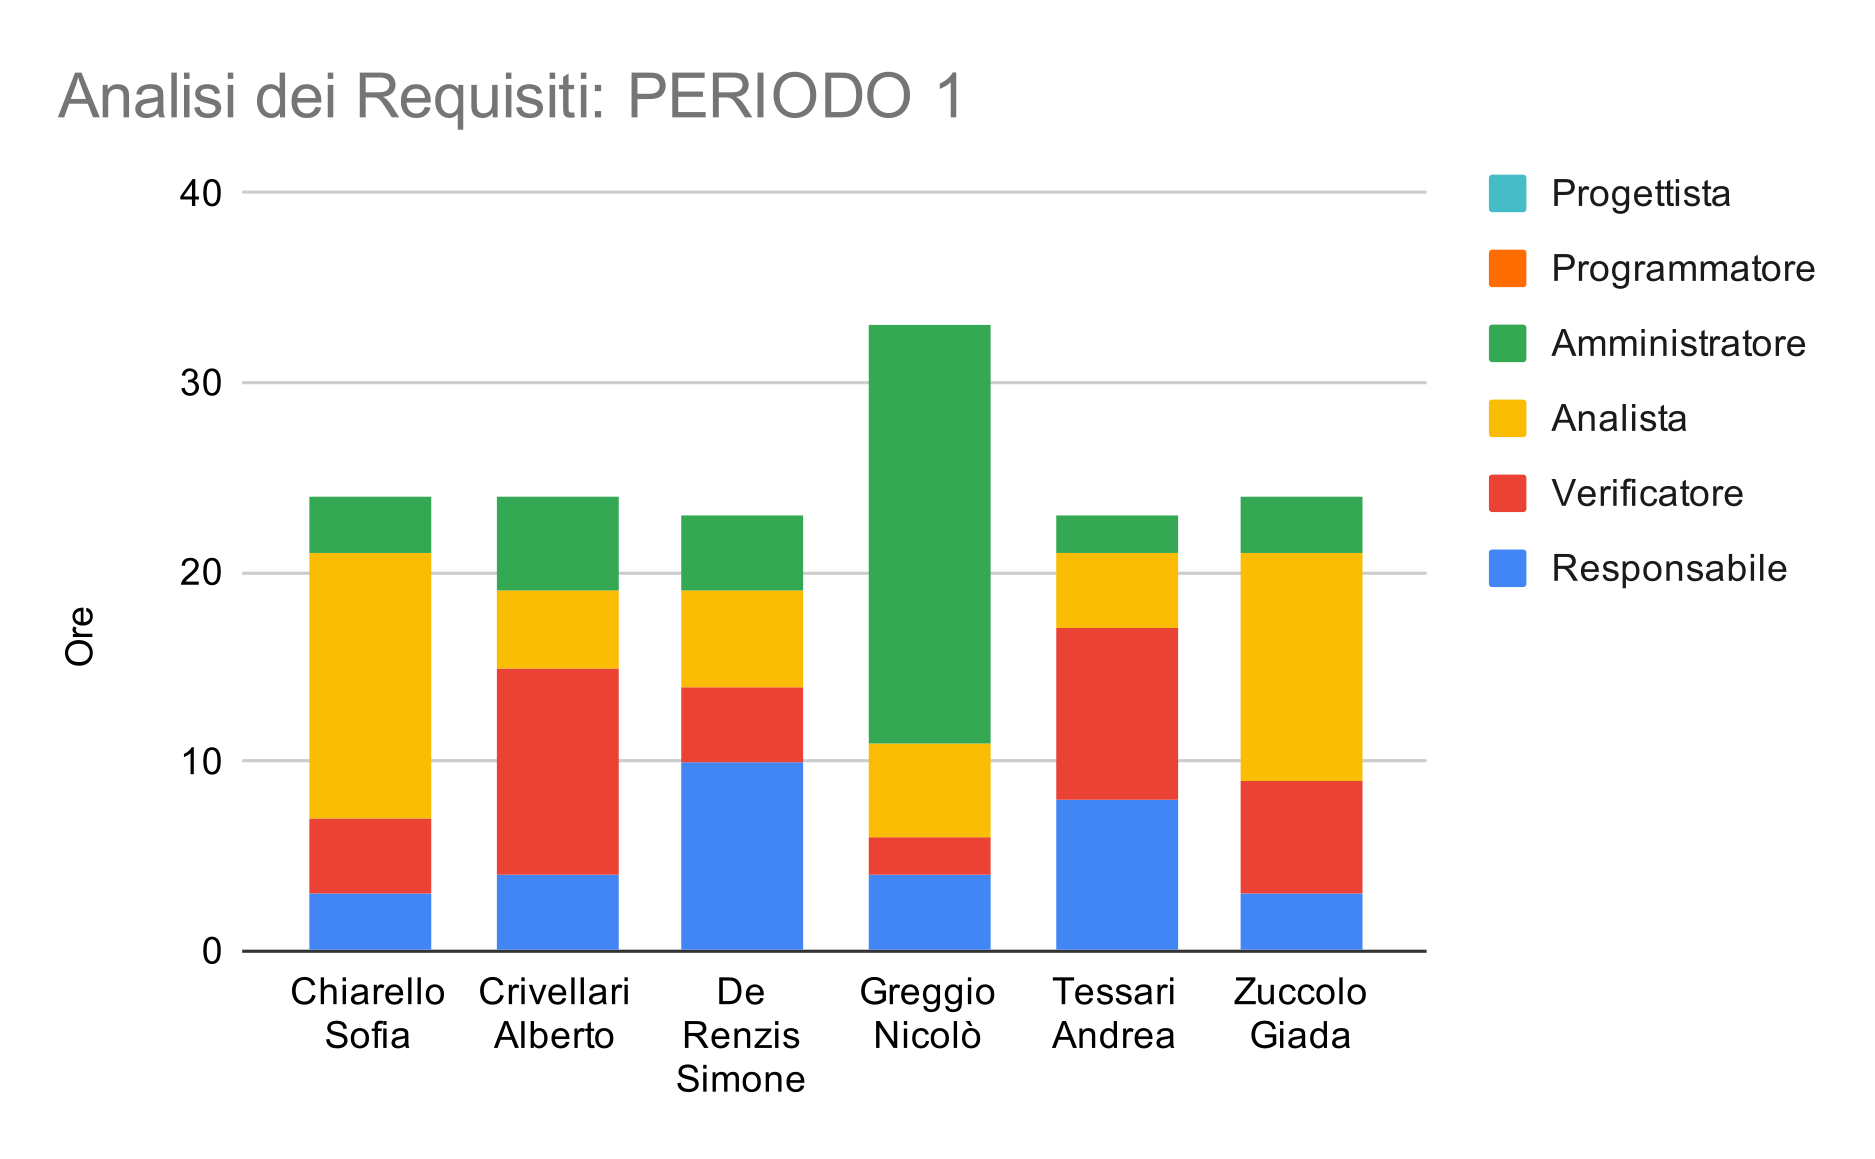 Analisi dei Requisiti: PERIODO 1
40
30
20
10
0
Ore
Chiarello
Sofia
Crivellari
Alberto
De
Renzis
Simone
Greggio
Nicolò
Tessari
Andrea
Zuccolo
Giada
Progettista
Programmatore
Amministratore
Analista
Verificatore
Responsabile